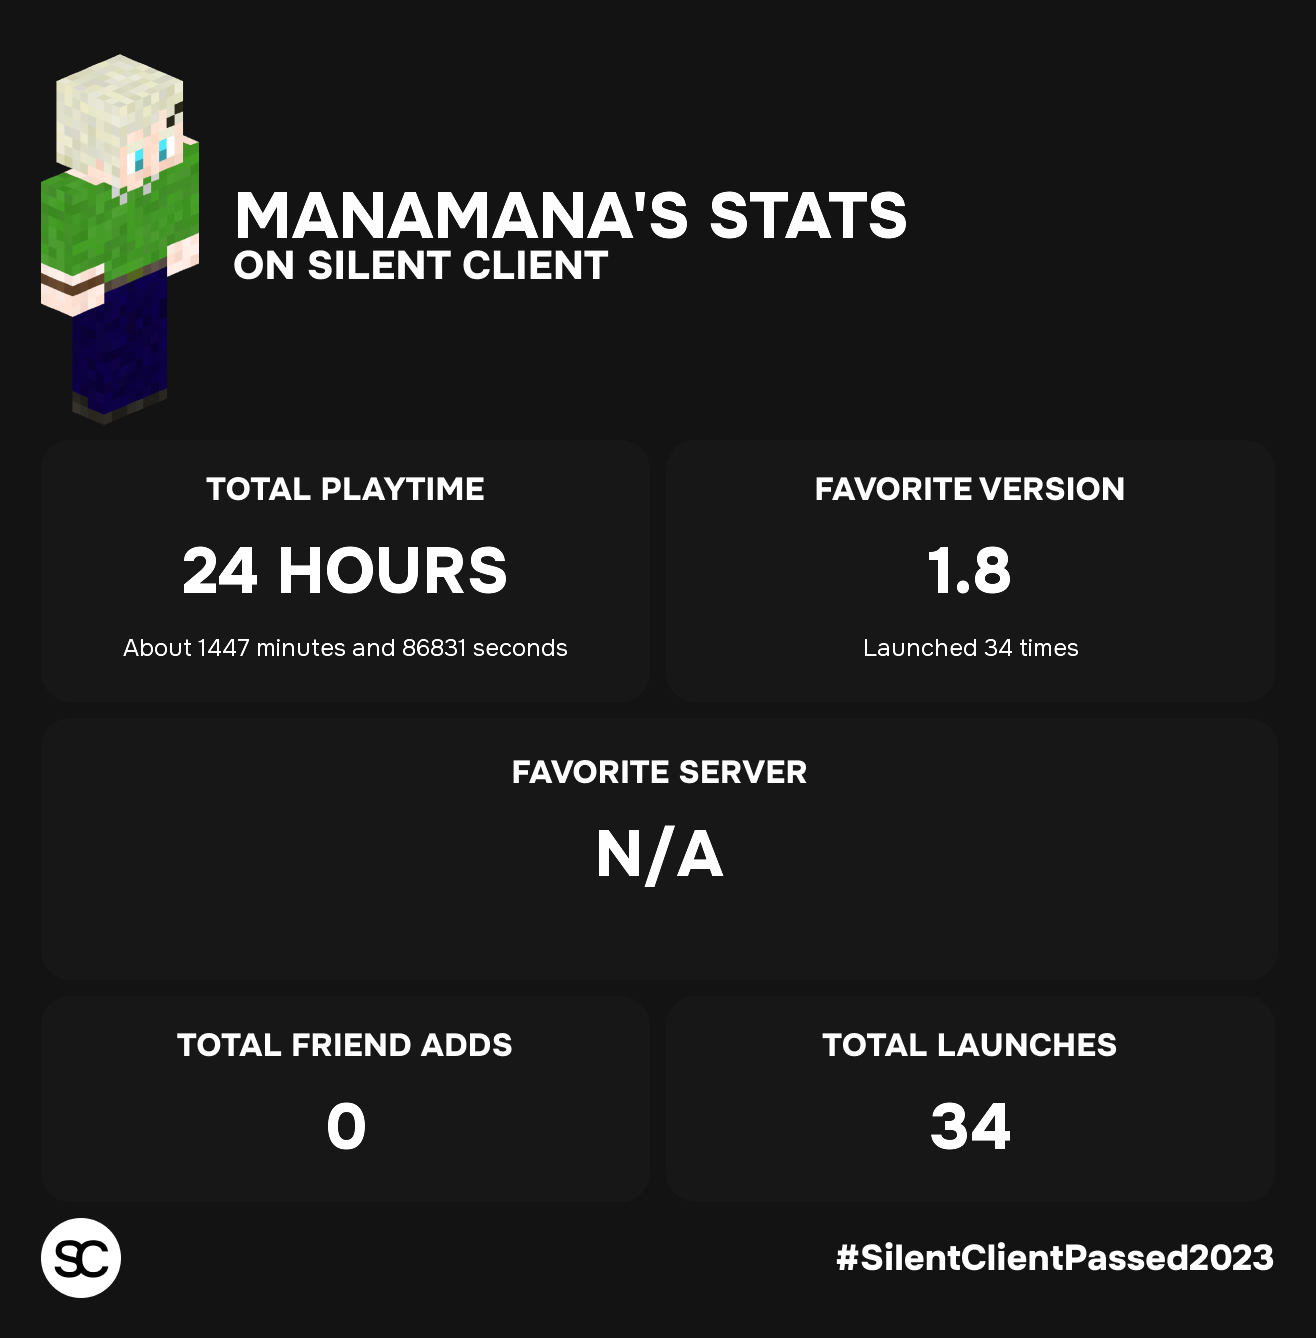 MANAMANA'S STATS
ON SILENT CLIENT
TOTAL PLAYTIME
24 HOURS
About 1447 minutes and 86831 seconds
FAVORITE VERSION
1.8
Launched 34 times
FAVORITE SERVER
N/A
TOTAL FRIEND ADDS
0
TOTAL LAUNCHES
34
SC
#SilentClientPassed2023